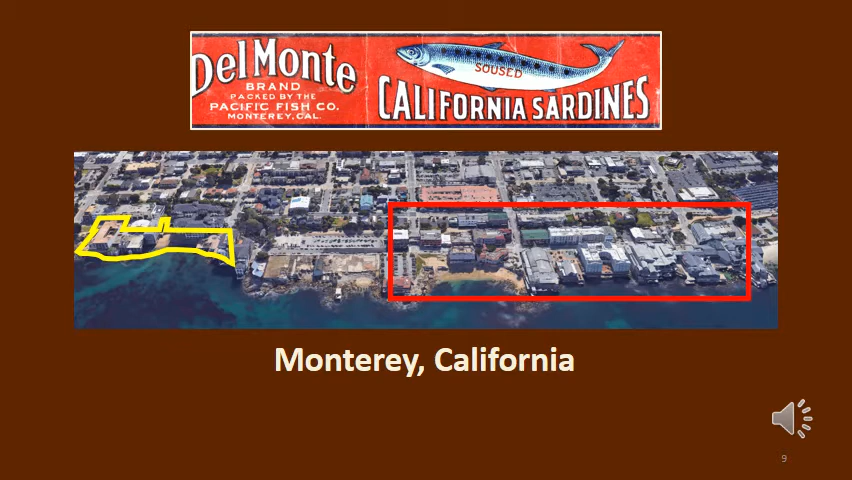 Del Monte
BRAND
PACKED BY THE
PACIFIC FISH CO.
MONTEREY, CAL.
SOUSED
CALIFORNIA SARDINES
Monterey, California
9